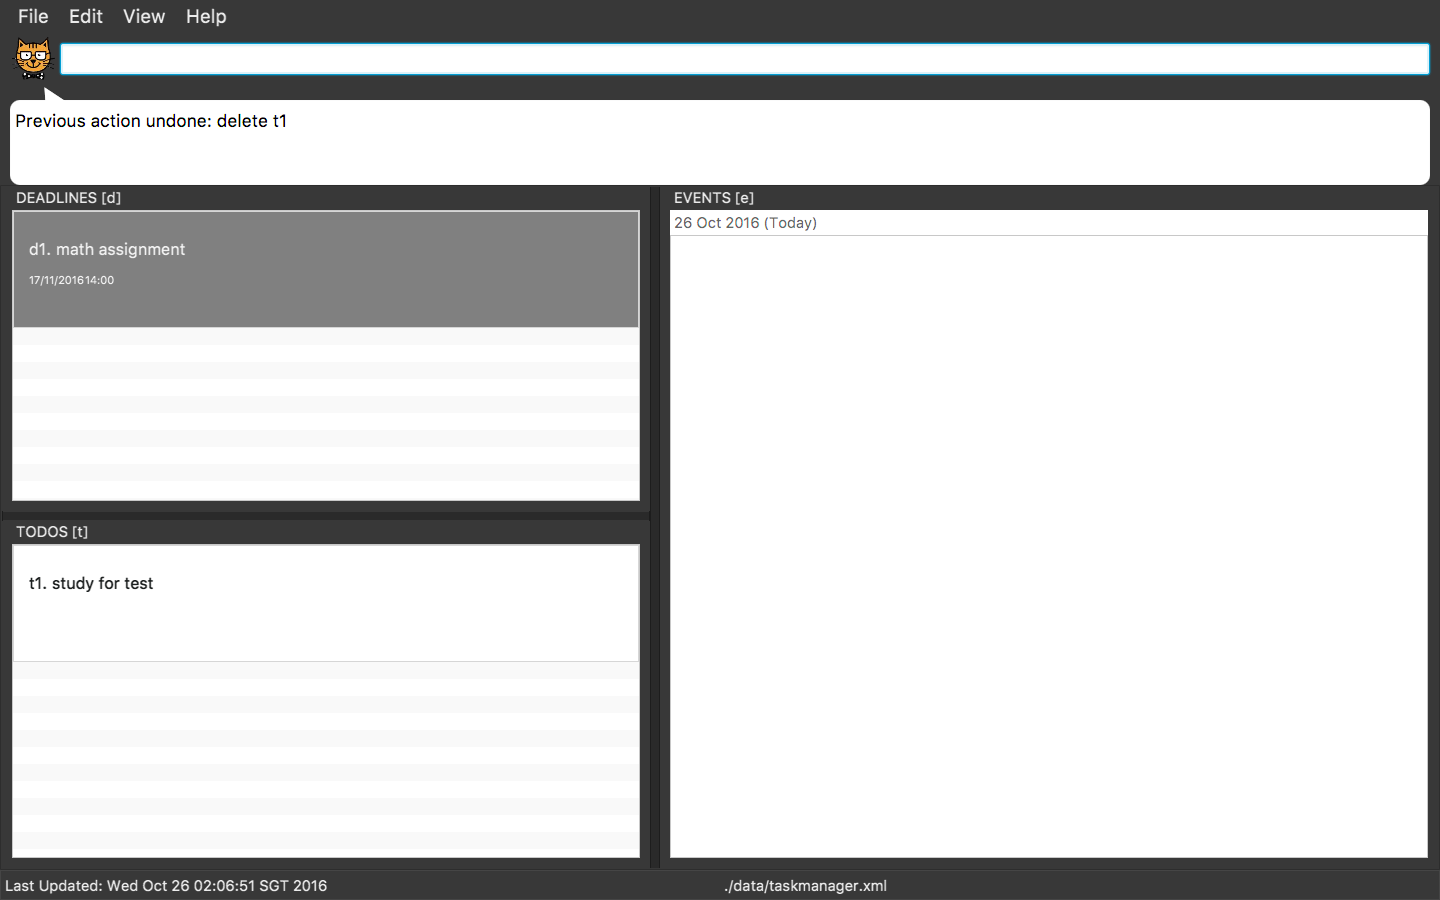 File Edit View Help
Previous action undone: delete t1
DEADLINES [d]
d1. math assignment
17/11/2016 14:00
TODOS [t]
t1. study for test
EVENTS [e]
26 Oct 2016 (Today)
Last Updated: Wed Oct 26 02:06:51 SGT 2016
./data/taskmanager.xml